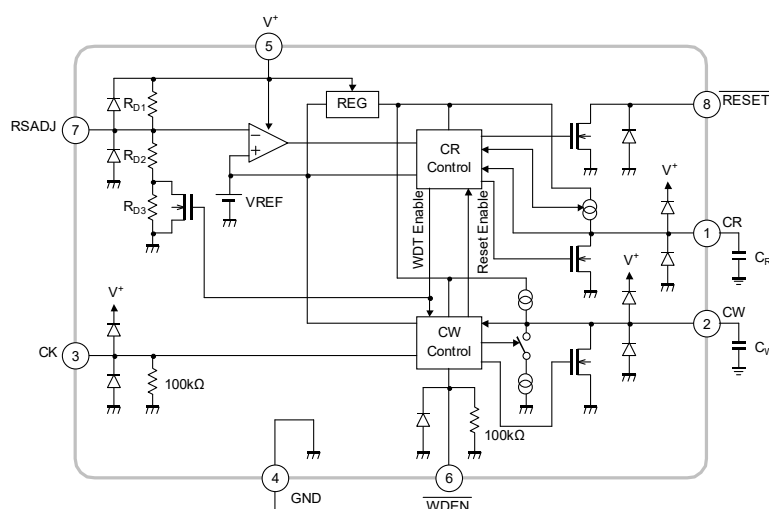 V+
5
RD1
REG
8
RESET
RSADJ
7
RD2
CR
Control
V+
RD3
VREF
WDT Enable
Reset Enable
1
CR
CR
V+
V+
2
CW
CK
3
CW
Control
CW
100kΩ
100kΩ
4
GND
6
WDEN